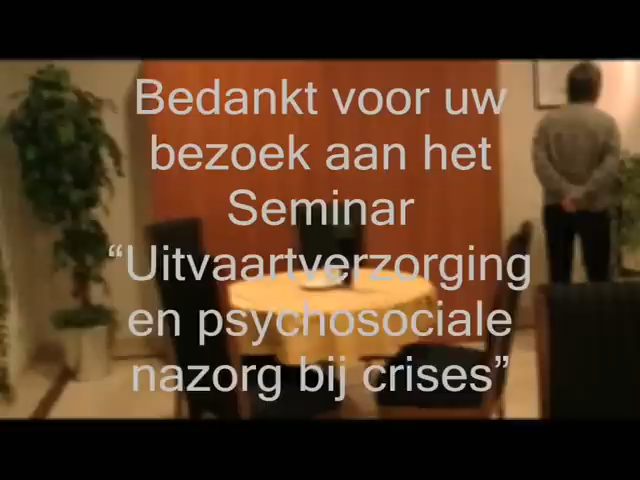 Bedankt voor uw
bezoek aan het
Seminar
“Uitvaartverzorging
en psychosociale
nazorg bij crises”